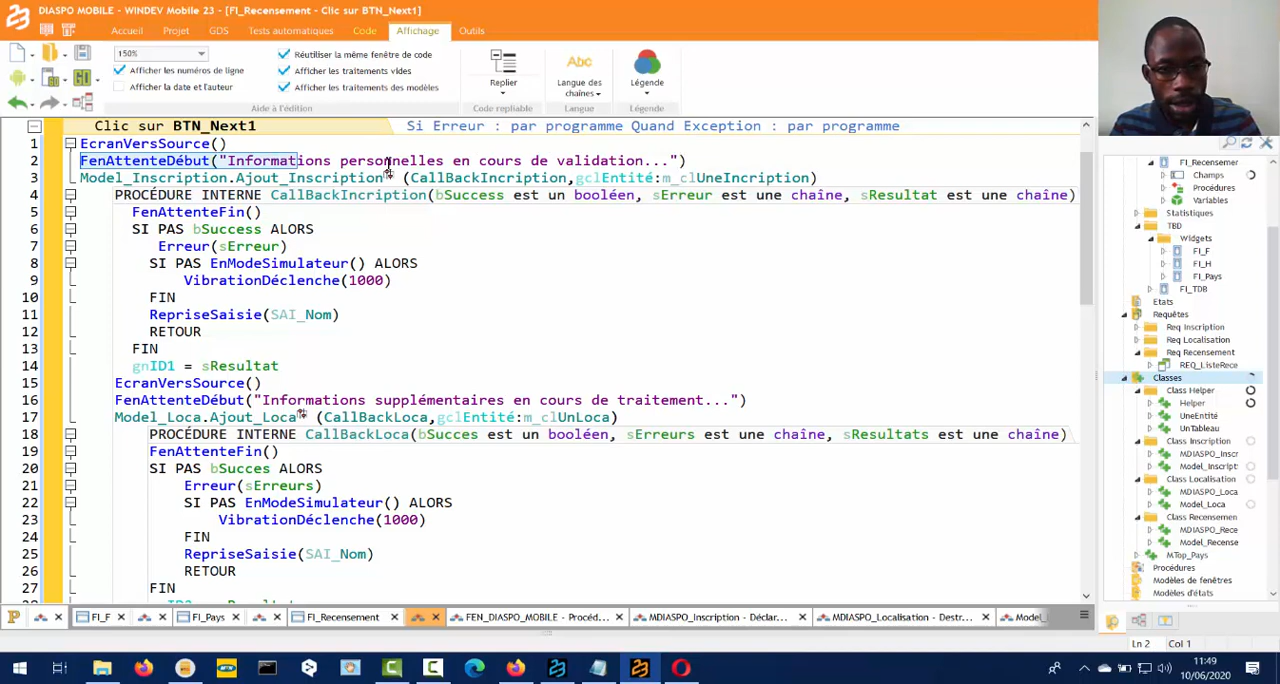 DIASPO MOBILE - WINDEV Mobile 23 - [FI_Recensement - Clic sur BTN_Next1]
Accueil Projet GDS Tests automatiques Code Affichage Outils
150%
Afficher les numéros de ligne
Afficher la date et l'auteur
Réutiliser la même fenêtre de code
Afficher les traitements vides
Afficher les traitements des modèles
Aide à l'édition
Replier
Code repliable
Abc
Langue des chaînes
Langue
Légende
Légende
Clic sur BTN_Next1 Si Erreur : par programme Quand Exception : par programme
1 EcranVersSource()
2 FenAttenteDébut("Informations personnelles en cours de validation...")
3 Model_Inscription.Ajout_Inscription (CallBackIncription,gclEntité:m_clUneIncription)
4 PROCÉDURE INTERNE CallBackIncription(bSuccess est un booléen, sErreur est une chaîne, sResultat est une chaîne)
5 FenAttenteFin()
6 SI PAS bSuccess ALORS
7 Erreur(sErreur)
8 SI PAS EnModeSimulateur() ALORS
9 VibrationDéclenche(1000)
10 FIN
11 RepriseSaisie(SAI_Nom)
12 RETOUR
13 FIN
14 gnID1 = sResultat
15 EcranVersSource()
16 FenAttenteDébut("Informations supplémentaires en cours de traitement...")
17 Model_Loca.Ajout_Loca (CallBackLoca,gclEntité:m_clUnLoca)
18 PROCÉDURE INTERNE CallBackLoca(bSucces est un booléen, sErreurs est une chaîne, sResultats est une chaîne)
19 FenAttenteFin()
20 SI PAS bSucces ALORS
21 Erreur(sErreurs)
22 SI PAS EnModeSimulateur() ALORS
23 VibrationDéclenche(1000)
24 FIN
25 RepriseSaisie(SAI_Nom)
26 RETOUR
27 FIN
FI_Recensemer
Champs
Procédures
Variables
Statistiques
TBD
Widgets
FI_F
FI_H
FI_Pays
FI_TDB
Etats
Requêtes
Req Inscription
Req Localisation
Req Recensement
REQ_ListeRece
Classes
Class Helper
Helper
UneEntité
UnTableau
Class Inscription
MDIASPO_Inscr
Model_Inscript
Class Localisation
MDIASPO_Loca
Model_Loca
Class Recensemen
MDIASPO_Rece
Model_Recense
MTop_Pays
Procédures
Modèles de fenêtres
Modèles d'états
FI_F FI_Pays FI_Recensement FEN_DIASPO_MOBILE - Procéd... MDIASPO_Inscription - Déclar... MDIASPO_Localisation - Destr... Model_
Ln 2 Col 1
11:49
10/06/2020